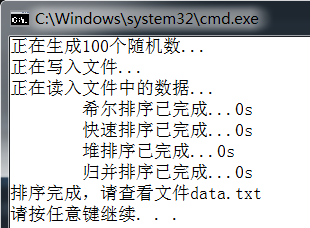 C:\Windows\system32\cmd.exe
正在生成100个随机数...
正在写入文件...
正在读入文件中的数据...
希尔排序已完成...0s
快速排序已完成...0s
堆排序已完成...0s
归并排序已完成...0s
排序完成，请查看文件data.txt
请按任意键继续. . .